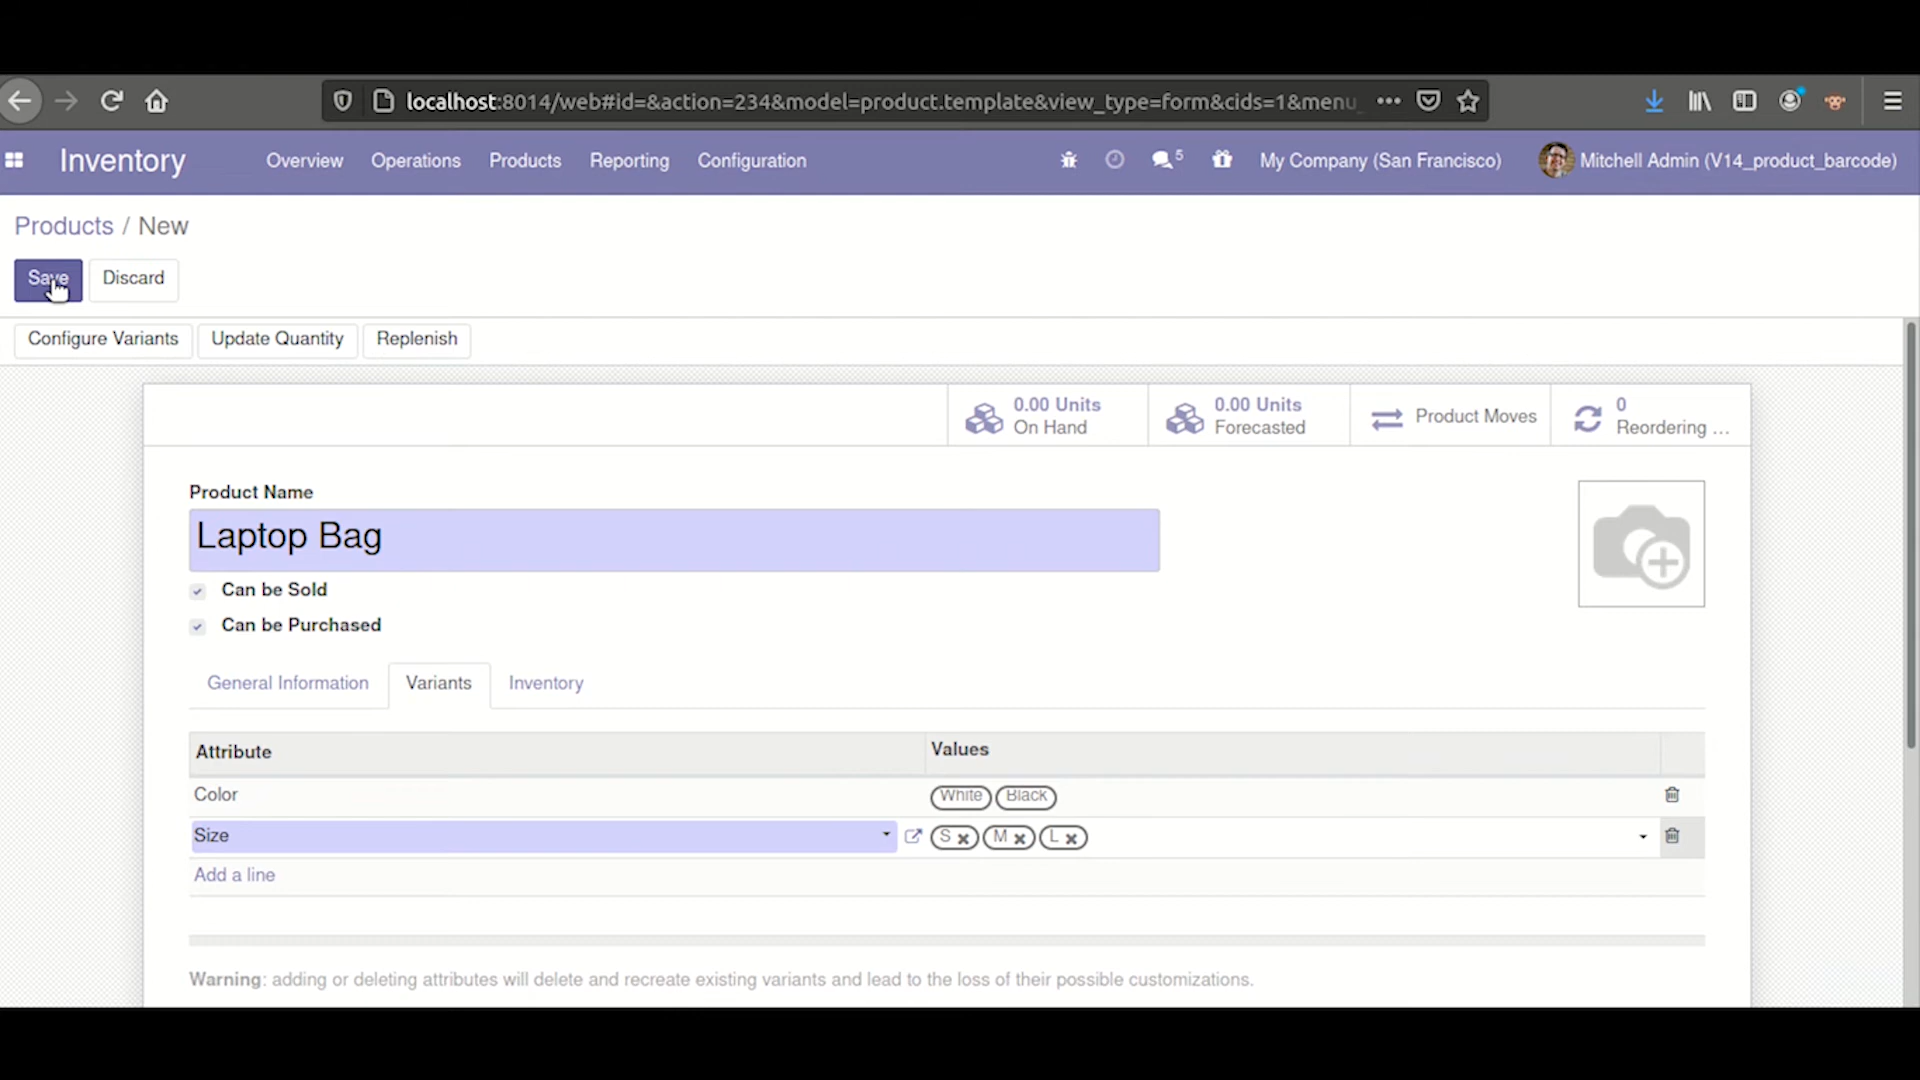 localhost:8014/web#id=&action=234&model=product.template&view_type=form&cids=1&menu_
Inventory Overview Operations Products Reporting Configuration 5 My Company (San Francisco) Mitchell Admin (V14_product_barcode)
Products / New
Save Discard
Configure Variants Update Quantity Replenish
0.00 Units On Hand
0.00 Units Forecasted
Product Moves
0 Reordering ...
Product Name
Laptop Bag
Can be Sold
Can be Purchased
General Information Variants Inventory
Attribute Values
Color White Black
Size S M L
Add a line
Warning: adding or deleting attributes will delete and recreate existing variants and lead to the loss of their possible customizations.